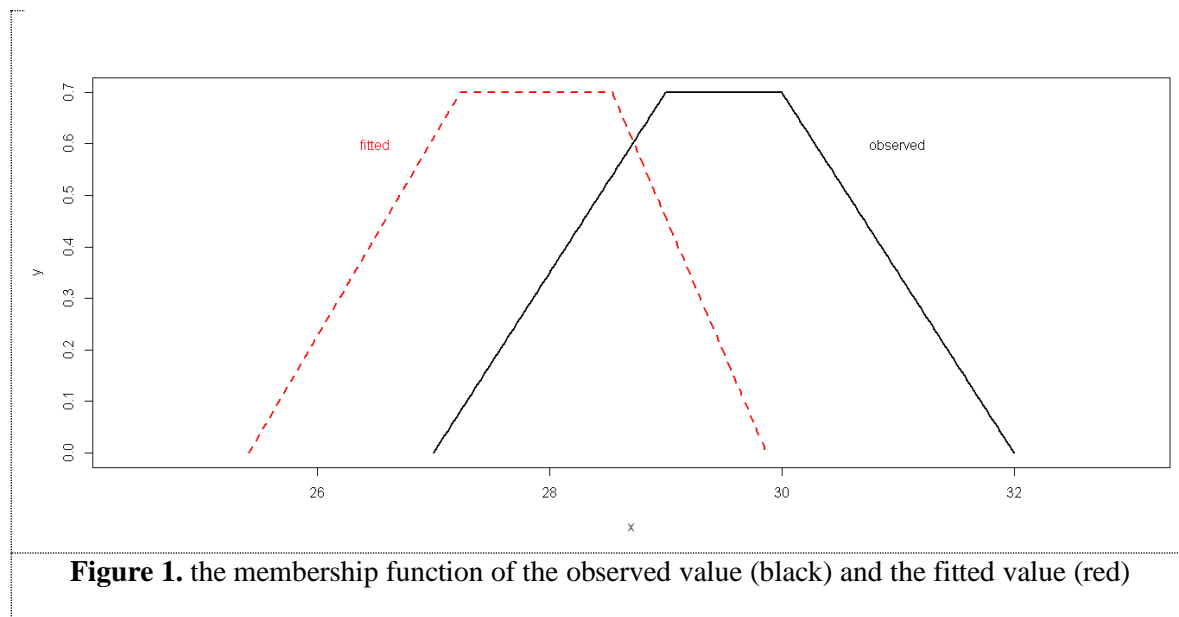 0.7
0.6
0.5
0.4
0.3
0.2
0.1
0.0
y
fitted
observed
26 28 30 32
x
Figure 1. the membership function of the observed value (black) and the fitted value (red)